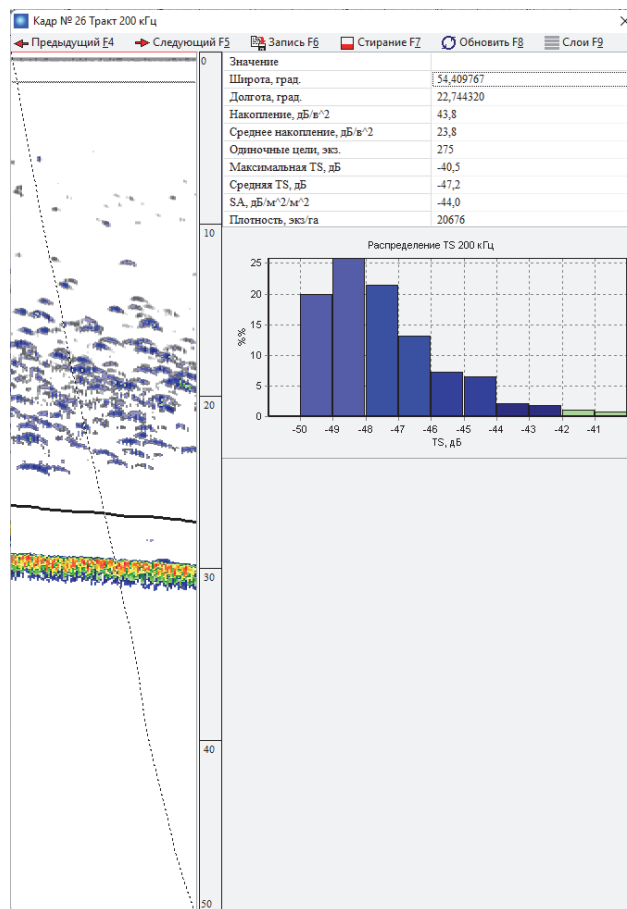 Кадр № 26 Тракт 200 кГц
Предыдущий F4 Следующий F5 Запись F6 Стирание F7 Обновить F8 Слои F9
Значение
Широта, град. 54,409767
Долгота, град. 22,744320
Накопление, дБ/в^2 43,8
Среднее накопление, дБ/в^2 23,8
Одиночные цели, экз. 275
Максимальная TS, дБ -40,5
Средняя TS, дБ -47,2
SA, дБ/м^2/м^2 -44,0
Плотность, экз/га 20676
0
10
20
30
40
50
Распределение TS 200 кГц
25
20
15
10
5
0
%%
-50 -49 -48 -47 -46 -45 -44 -43 -42 -41
TS, дБ